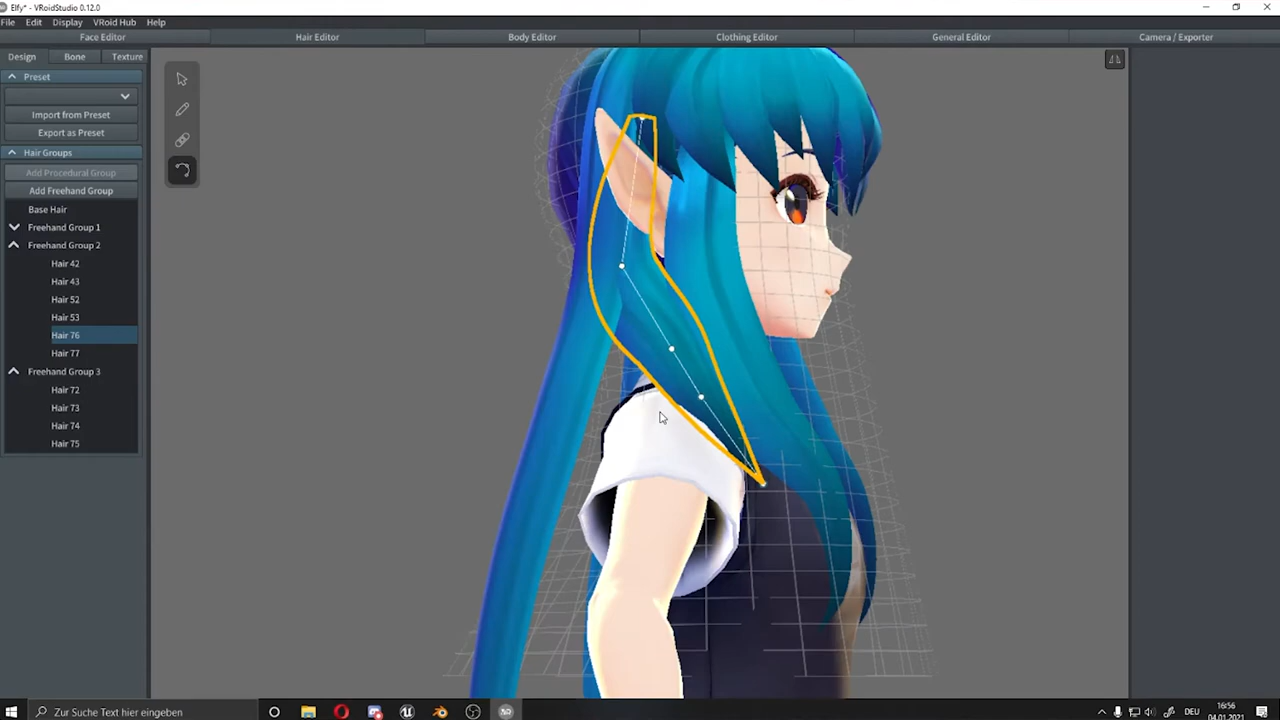 Elfy* - VRoidStudio 0.12.0
File Edit Display VRoid Hub Help
Face Editor Hair Editor Body Editor Clothing Editor General Editor Camera / Exporter
Design Bone Texture
Preset
Import from Preset
Export as Preset
Hair Groups
Add Procedural Group
Add Freehand Group
Base Hair
Freehand Group 1
Freehand Group 2
Hair 42
Hair 43
Hair 52
Hair 53
Hair 76
Hair 77
Freehand Group 3
Hair 72
Hair 73
Hair 74
Hair 75
Zur Suche Text hier eingeben
DEU
16:56
04.01.2021